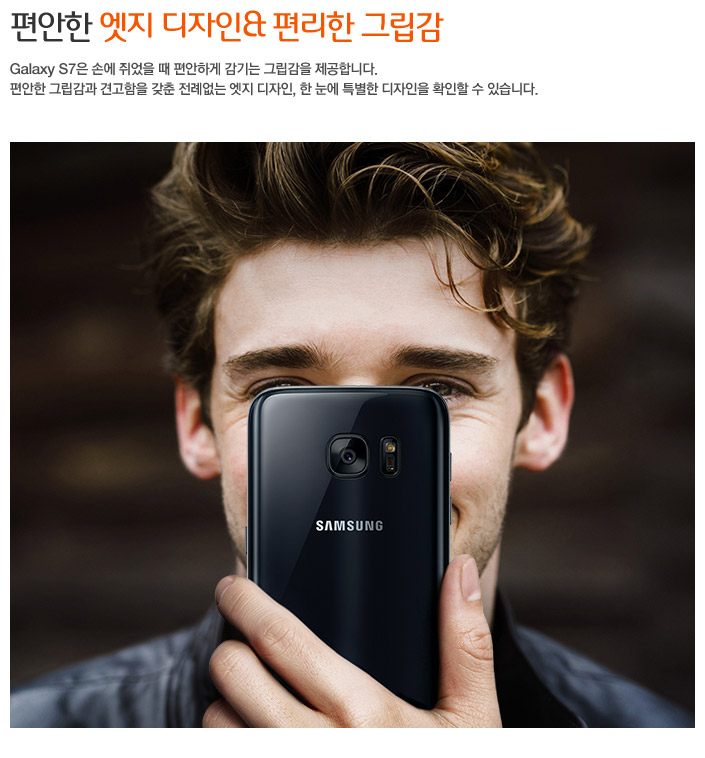 편안한 엣지 디자인& 편리한 그립감
Galaxy S7은 손에 쥐었을 때 편안하게 감기는 그립감을 제공합니다.
편안한 그립감과 견고함을 갖춘 전례없는 엣지 디자인, 한 눈에 특별한 디자인을 확인할 수 있습니다.
SAMSUNG